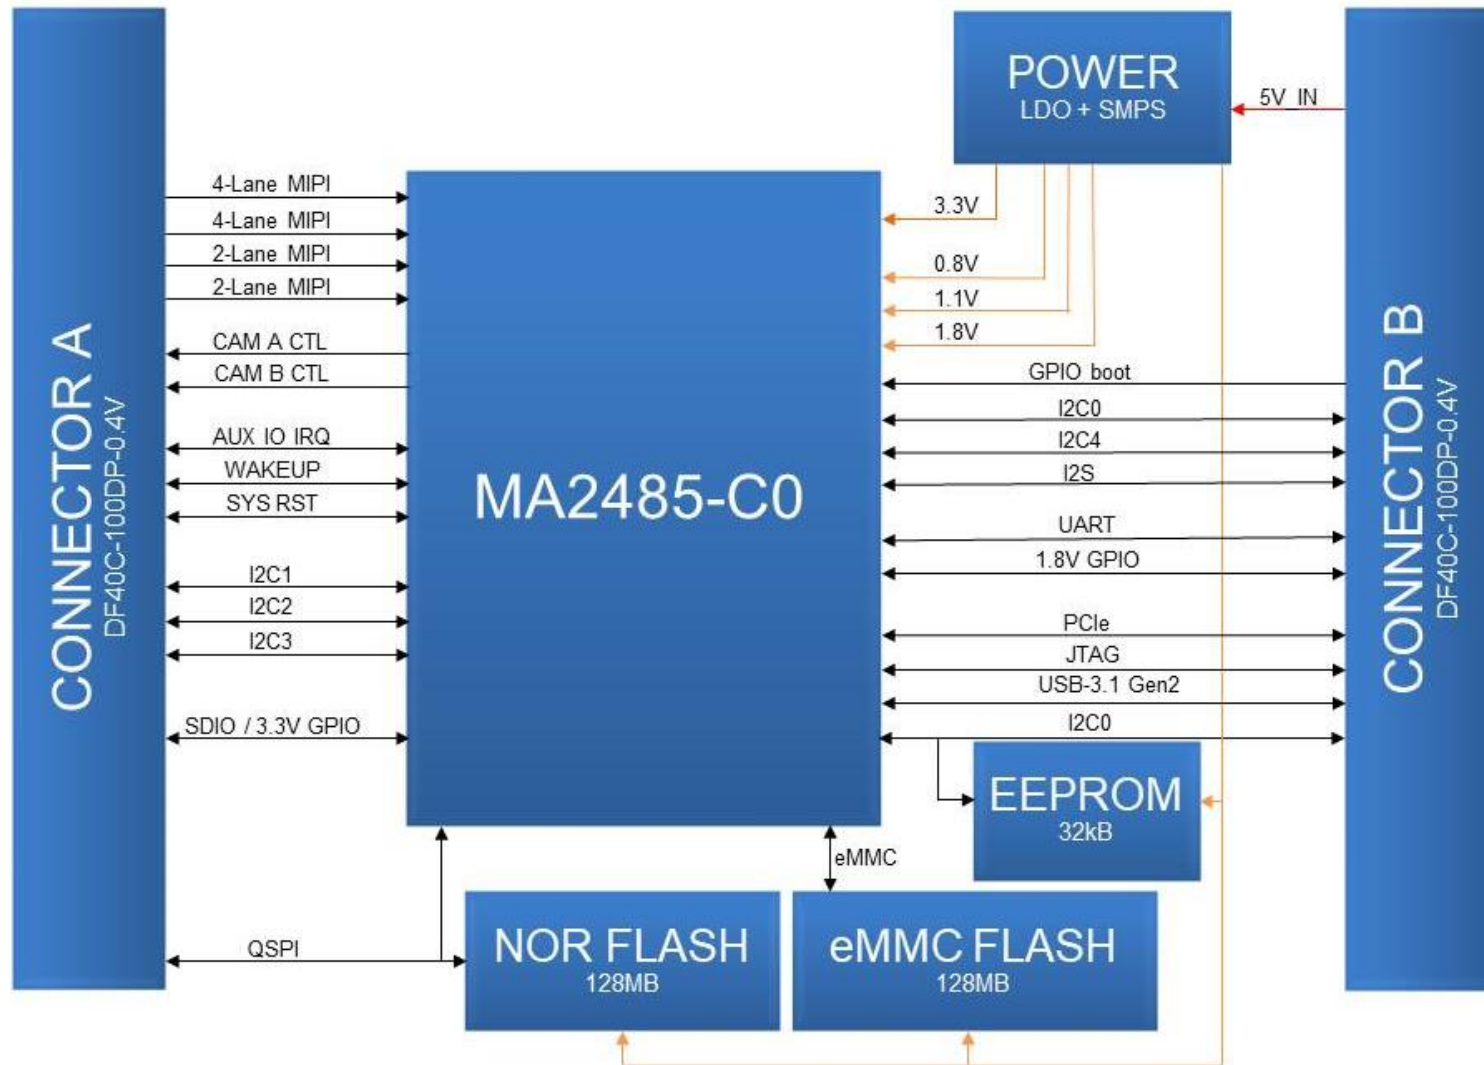 CONNECTOR A
DF40C-100DP-0.4V
4-Lane MIPI
4-Lane MIPI
2-Lane MIPI
2-Lane MIPI
CAM A CTL
CAM B CTL
AUX IO IRQ
WAKEUP
SYS RST
I2C1
I2C2
I2C3
SDIO / 3.3V GPIO
QSPI
MA2485-C0
POWER
LDO + SMPS
5V_IN
3.3V
0.8V
1.1V
1.8V
GPIO boot
I2C0
I2C4
I2S
UART
1.8V GPIO
PCIe
JTAG
USB-3.1 Gen2
I2C0
EEPROM
32kB
eMMC
NOR FLASH
128MB
eMMC FLASH
128MB
CONNECTOR B
DF40C-100DP-0.4V